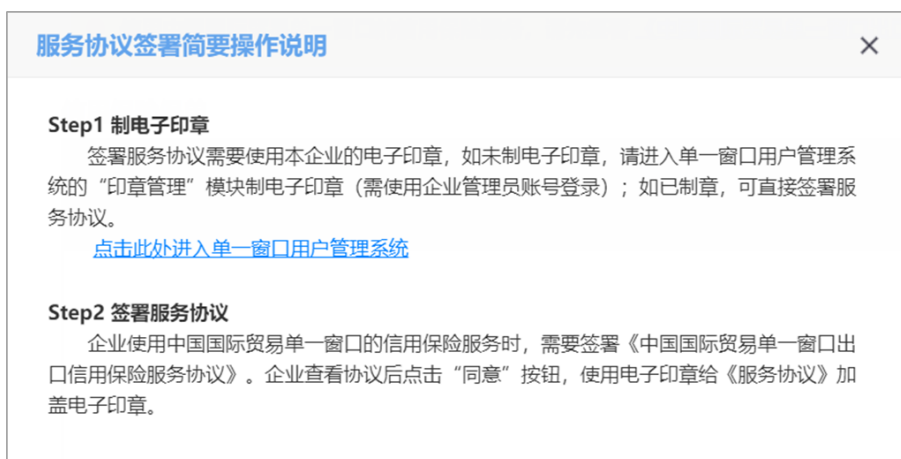 服务协议签署简要操作说明
Step1 制电子印章
签署服务协议需要使用本企业的电子印章，如未制电子印章，请进入单一窗口用户管理系
统的“印章管理”模块制电子印章（需使用企业管理员账号登录）；如已制章，可直接签署服
务协议。
点击此处进入单一窗口用户管理系统
Step2 签署服务协议
企业使用中国国际贸易单一窗口的信用保险服务时，需要签署《中国国际贸易单一窗口出
口信用保险服务协议》。企业查看协议后点击“同意”按钮，使用电子印章给《服务协议》加
盖电子印章。